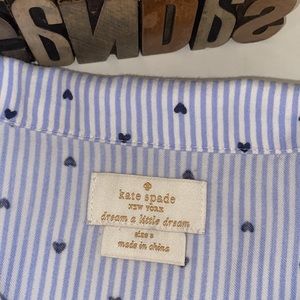 kate spade
NEW YORK
dream a little dream
size s
made in china